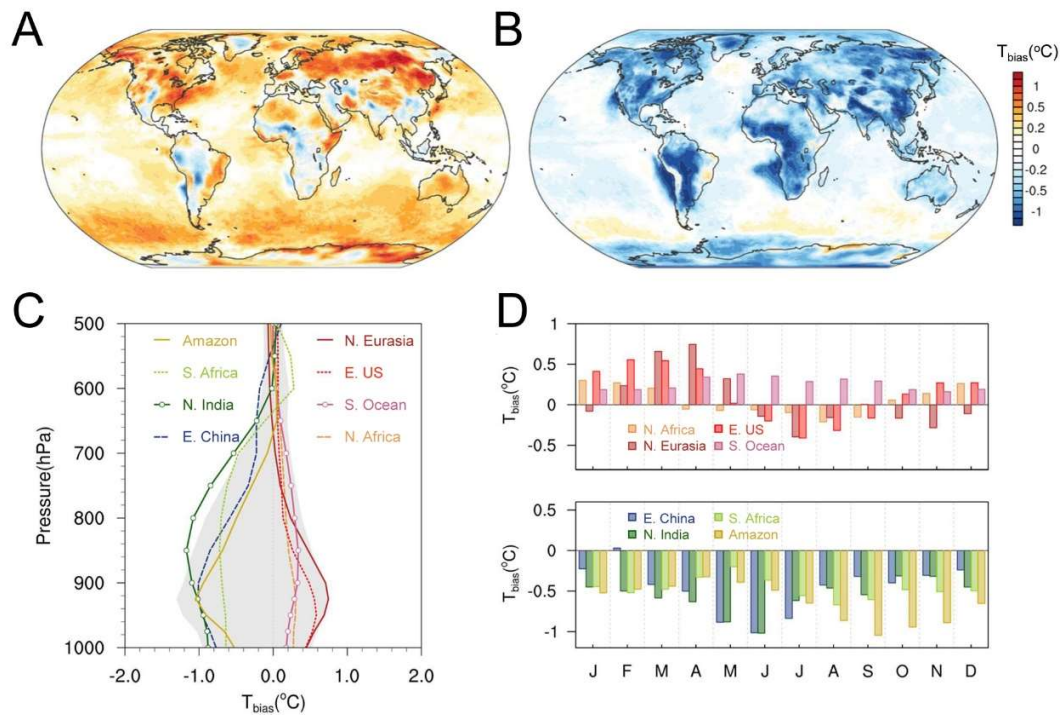 A
B
T_bias(°C)
1
0.5
0.2
0
-0.2
-0.5
-1
C
500
600
700
800
900
1000
Pressure(hPa)
Amazon
S. Africa
N. India
E. China
N. Eurasia
E. US
S. Ocean
N. Africa
-2.0 -1.0 0.0 1.0 2.0
T_bias(°C)
D
1
0.5
0
-0.5
T_bias(°C)
N. Africa E. US
N. Eurasia S. Ocean
0.5
0
-0.5
-1
T_bias(°C)
E. China S. Africa
N. India Amazon
J F M A M J J A S O N D